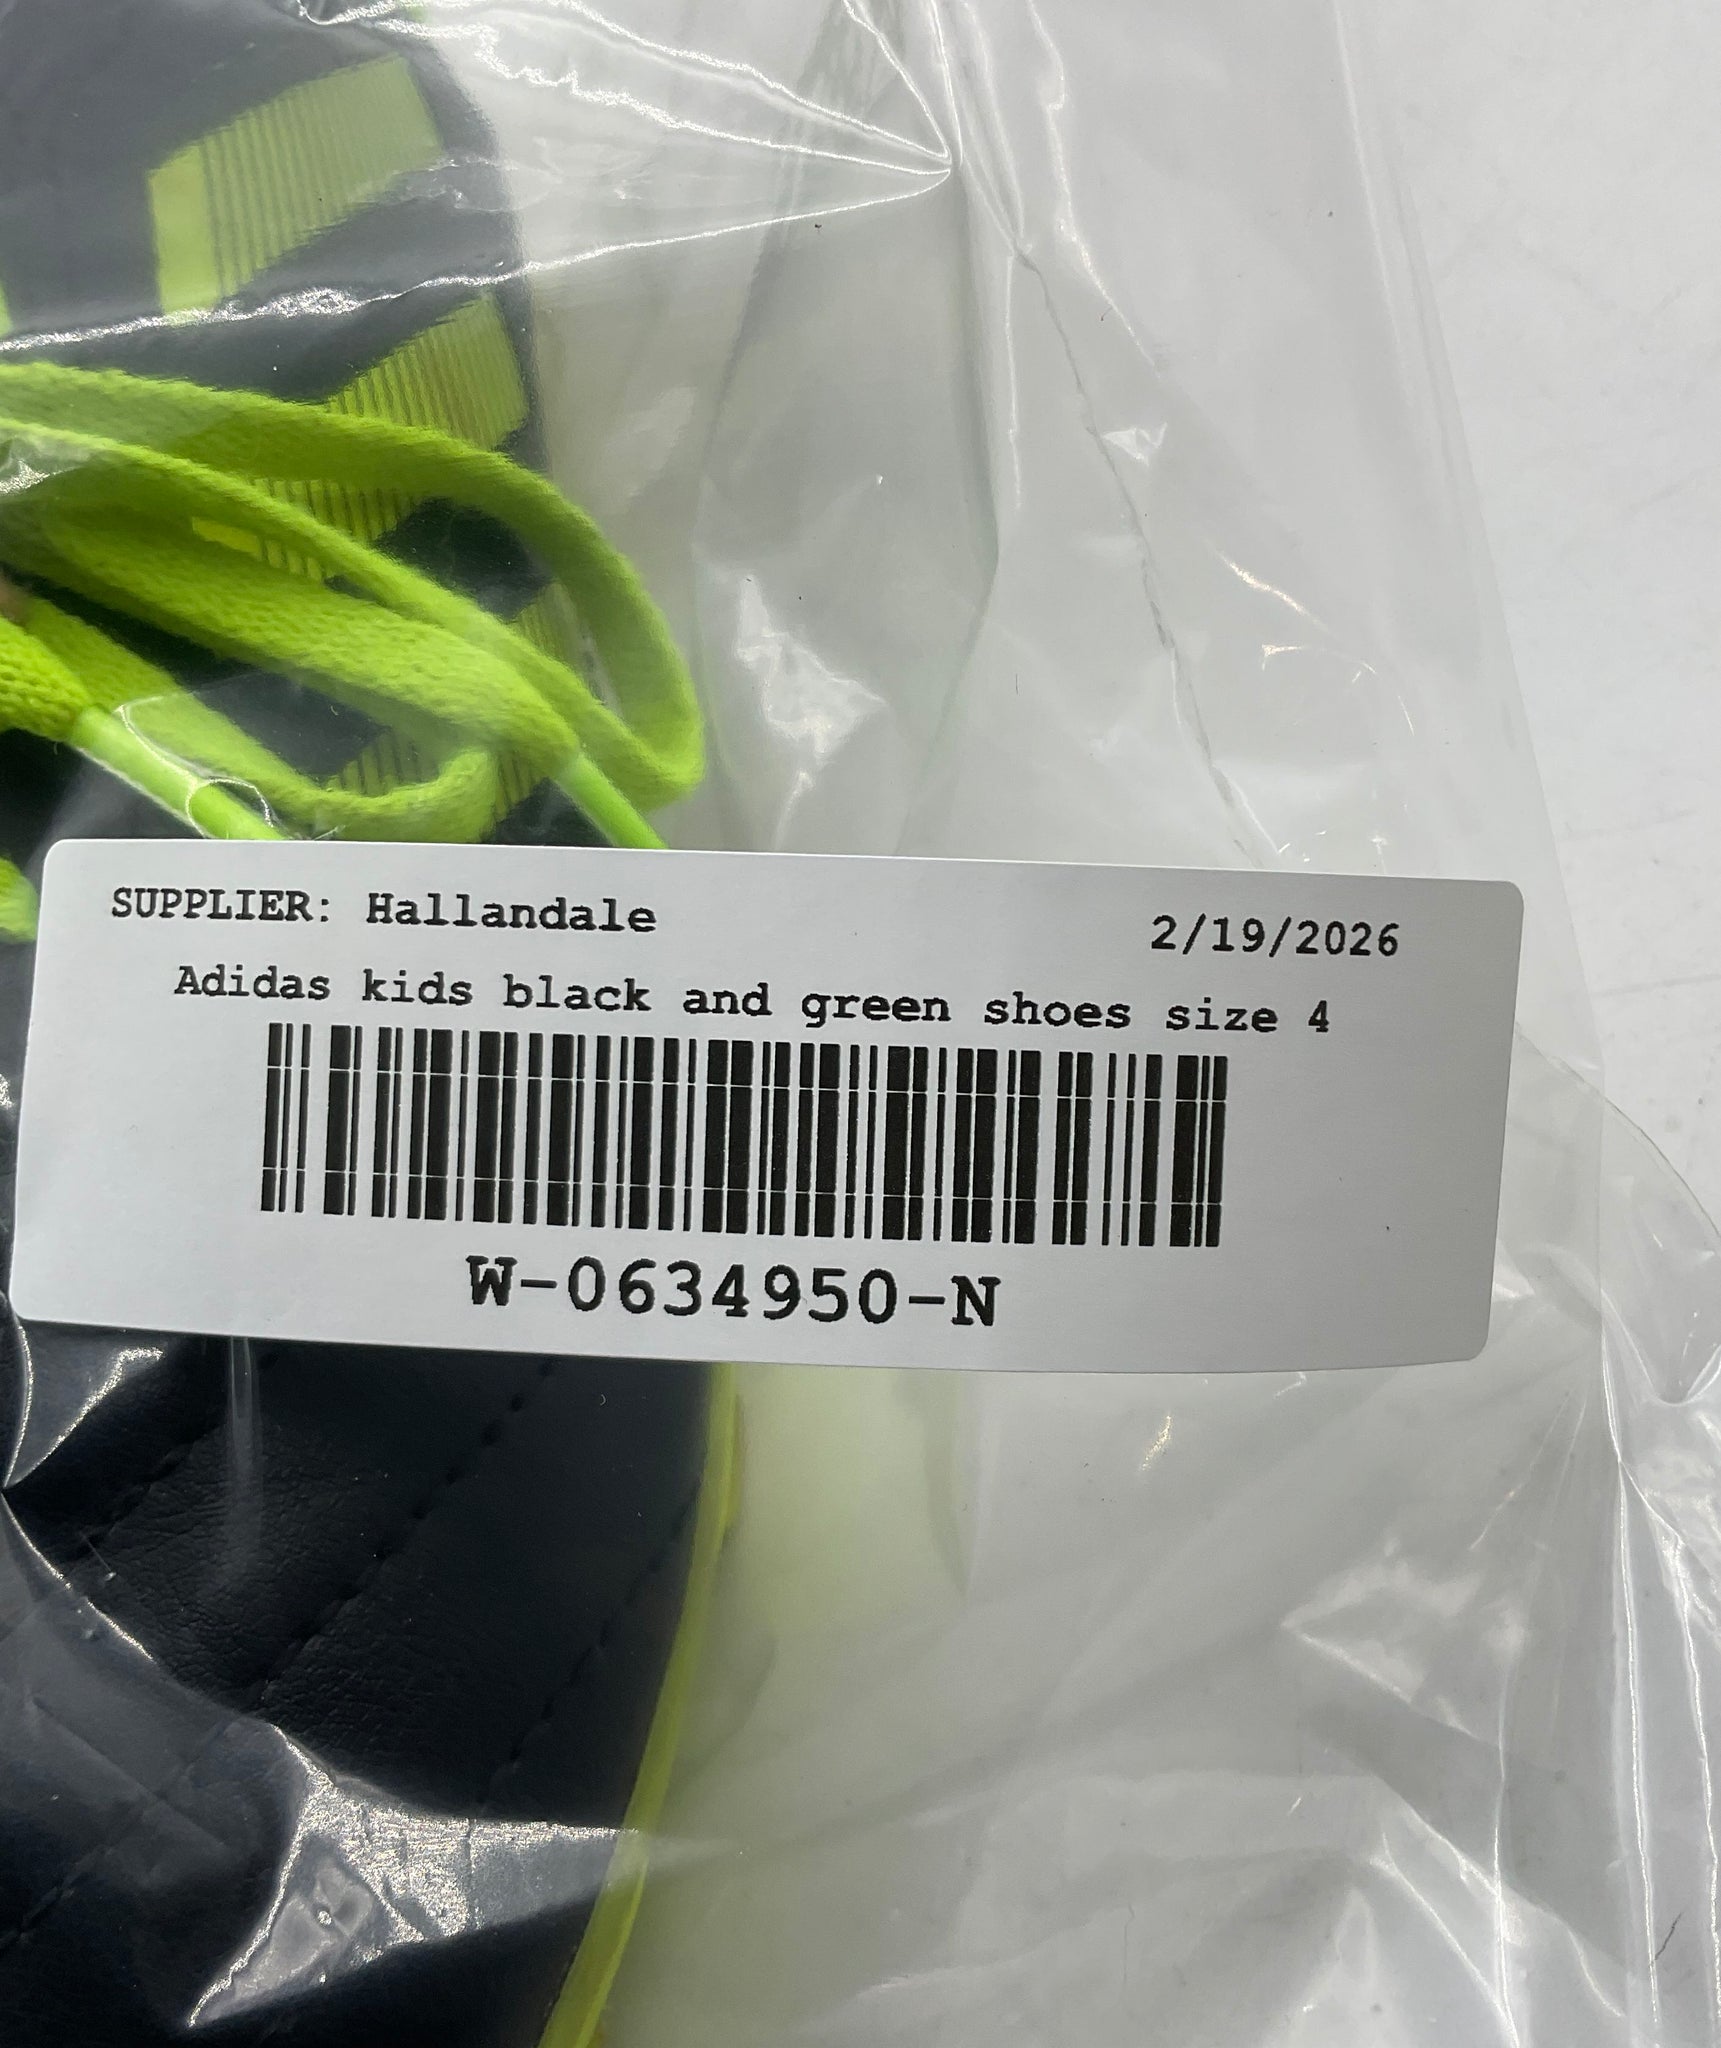 SUPPLIER: Hallandale 2/19/2026
Adidas kids black and green shoes size 4
W-0634950-N